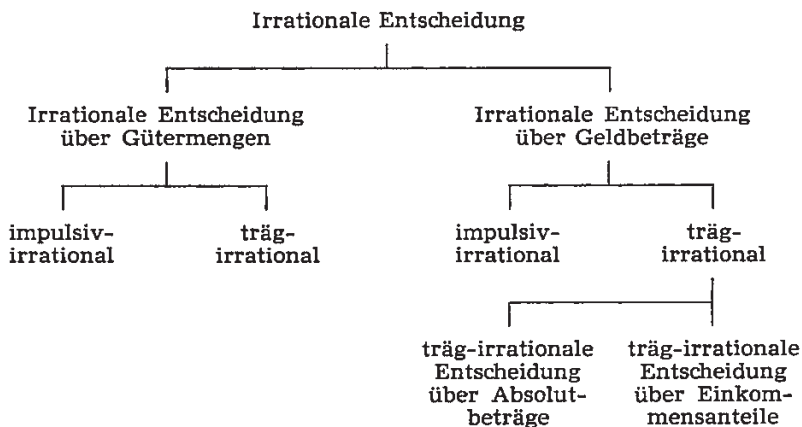 Irrationale Entscheidung
Irrationale Entscheidung
über Gütermengen
Irrationale Entscheidung
über Geldbeträge
impulsiv-
irrational
träg-
irrational
impulsiv-
irrational
träg-
irrational
träg-irrationale
Entscheidung
über Absolut-
beträge
träg-irrationale
Entscheidung
über Einkom-
mensanteile